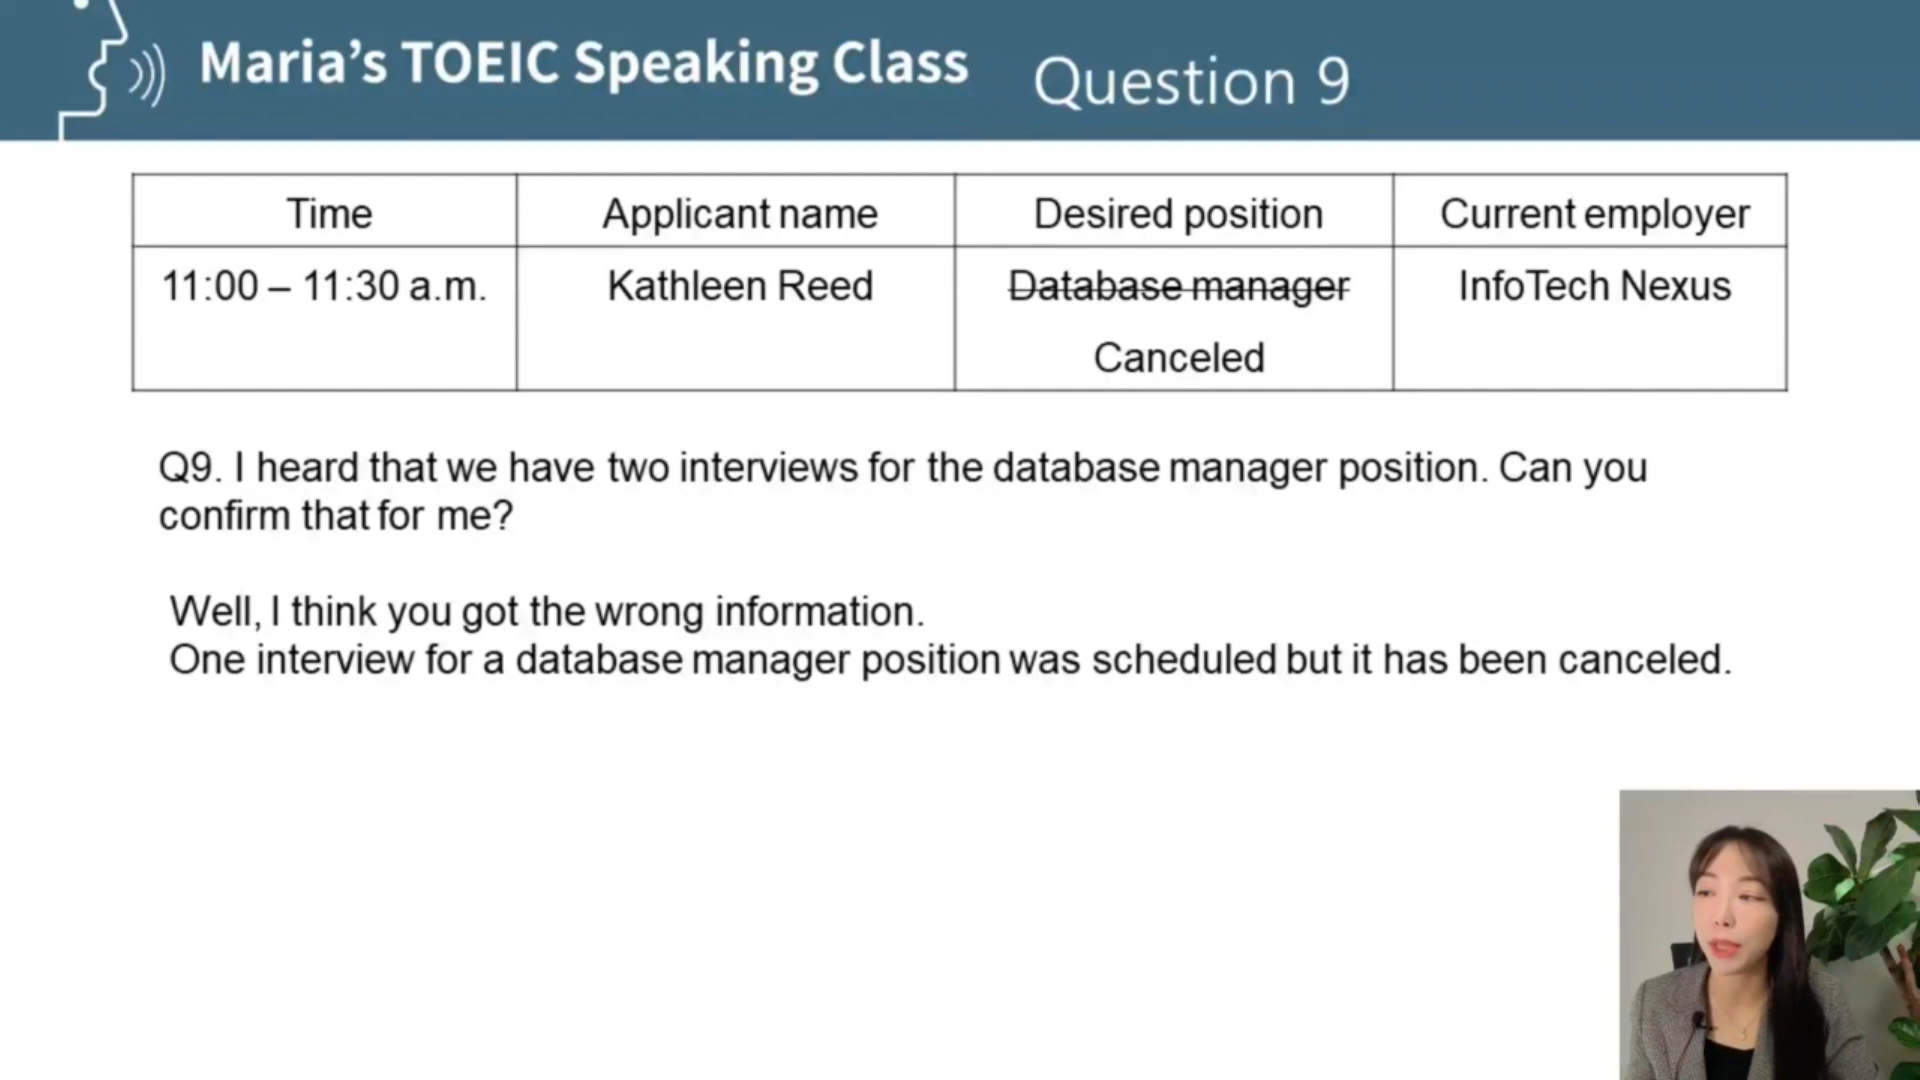 Maria's TOEIC Speaking Class Question 9
Time Applicant name Desired position Current employer
11:00 – 11:30 a.m. Kathleen Reed Database manager InfoTech Nexus
Canceled
Q9. I heard that we have two interviews for the database manager position. Can you
confirm that for me?
Well, I think you got the wrong information.
One interview for a database manager position was scheduled but it has been canceled.